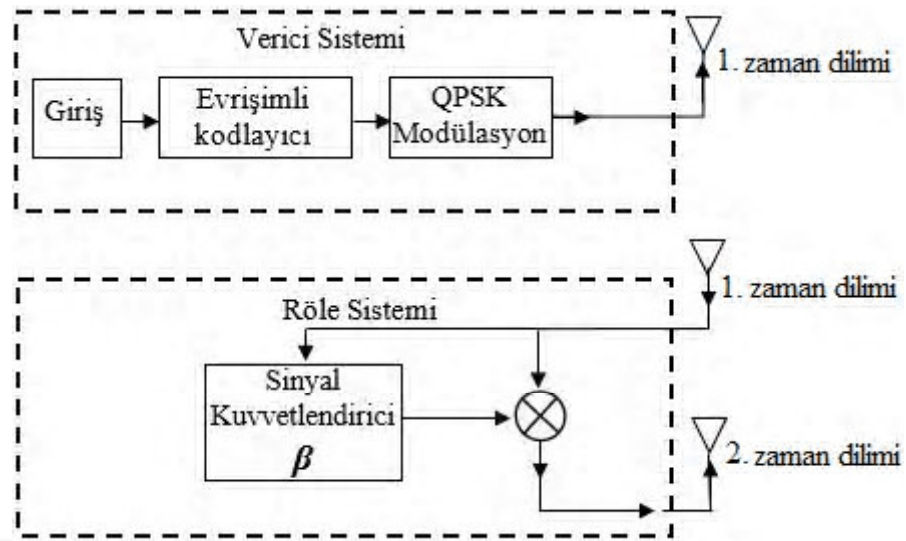 Verici Sistemi
1. zaman dilimi
Giriş
Evrişimli
kodlayıcı
QPSK
Modülasyon
1. zaman dilimi
Röle Sistemi
Sinyal
Kuvvetlendirici
β
2. zaman dilimi